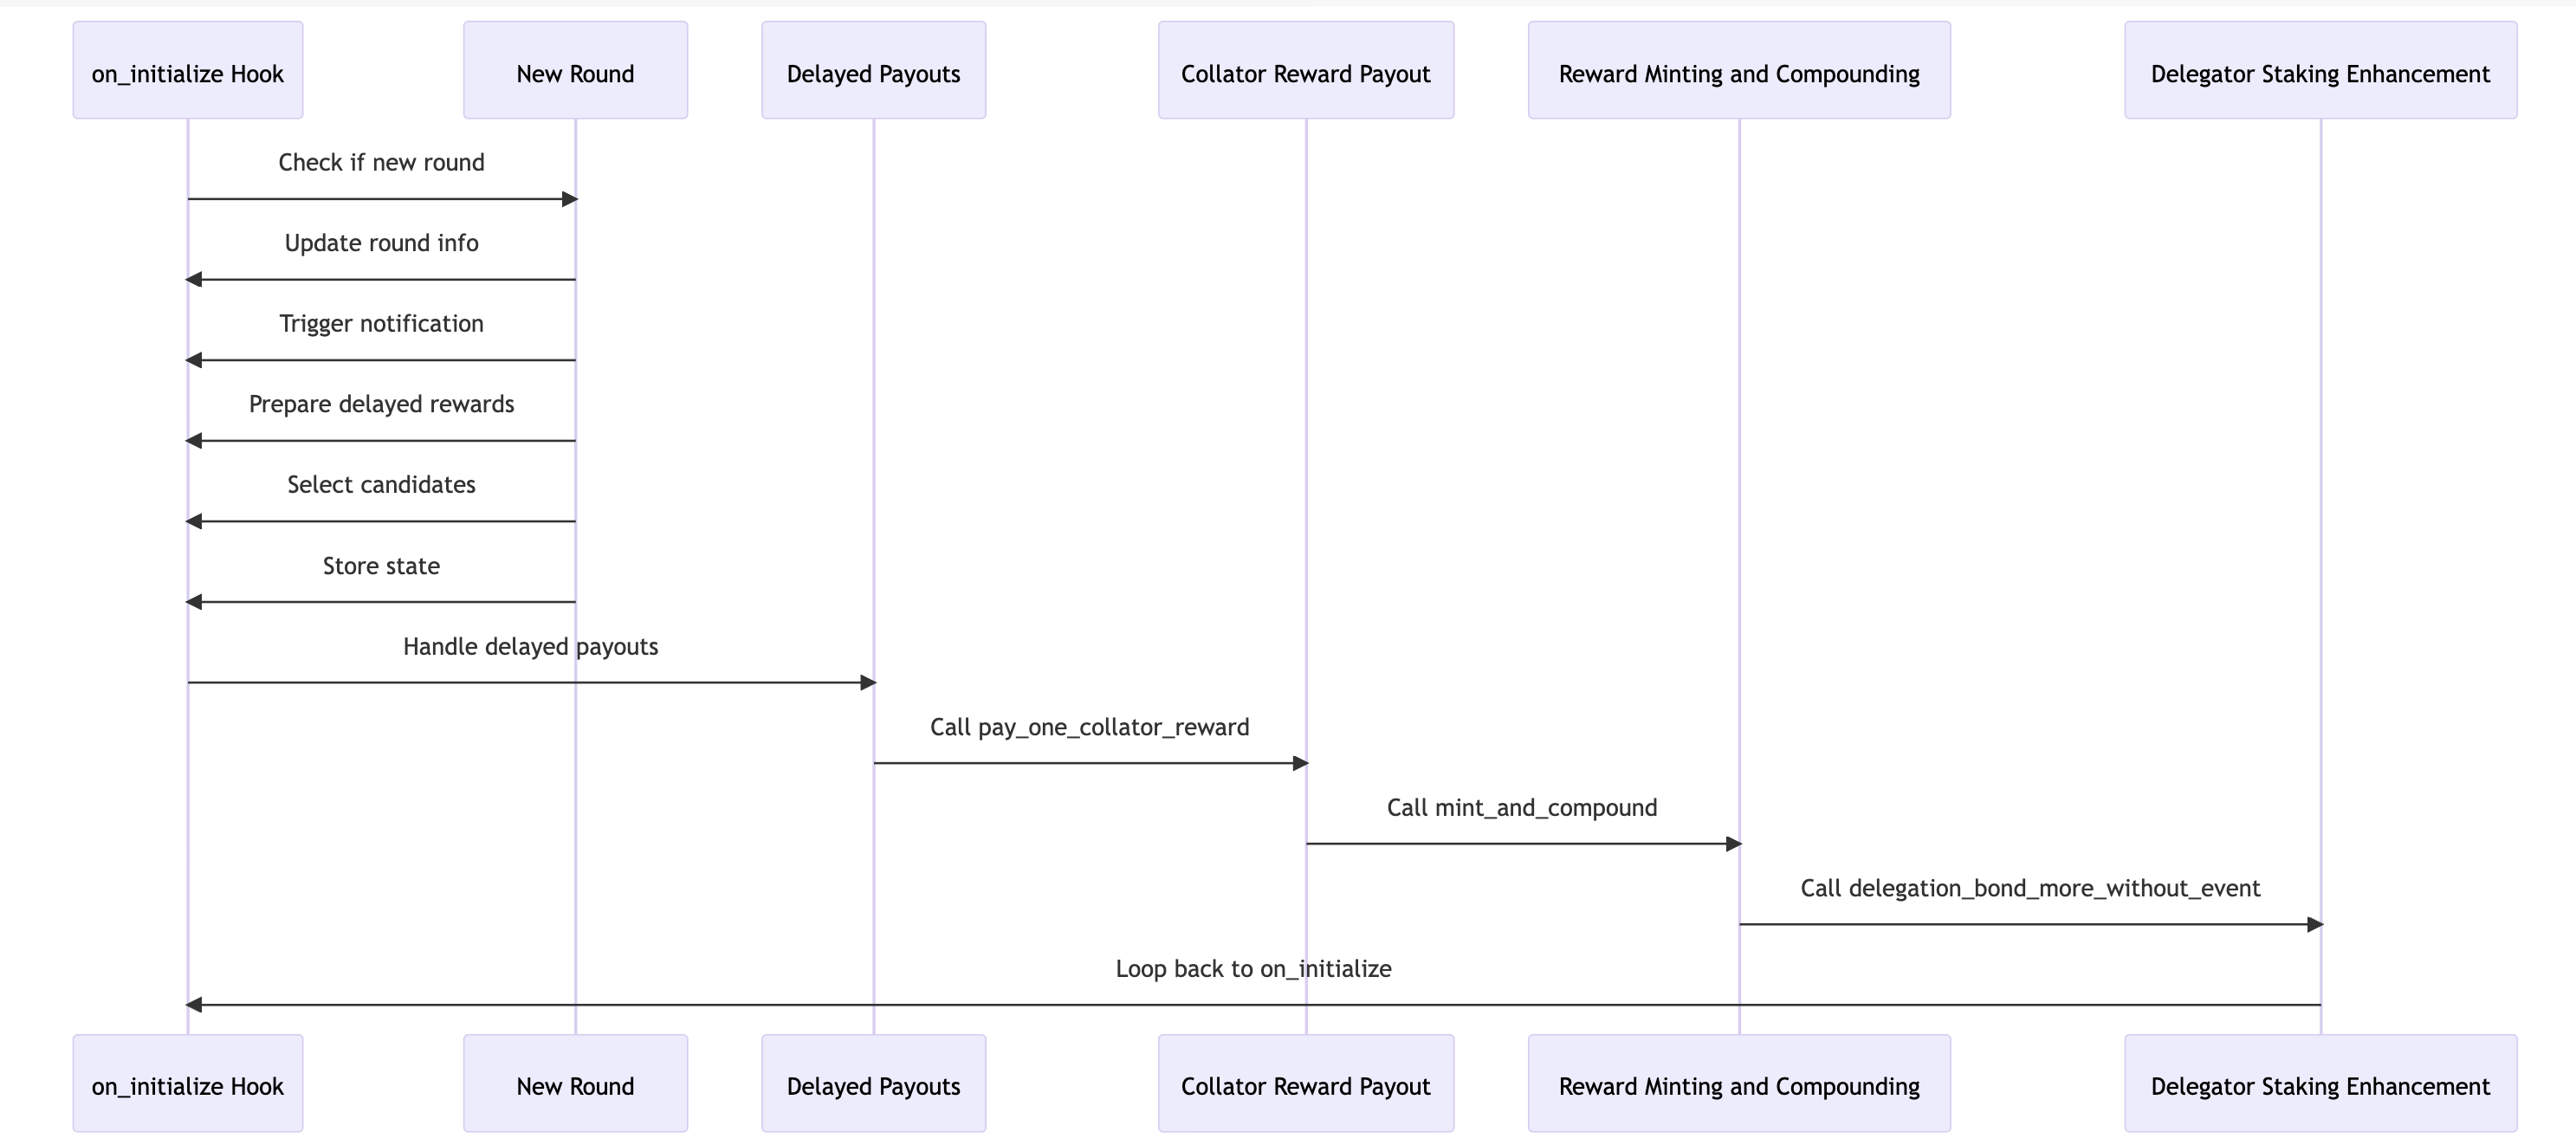 on_initialize Hook
New Round
Delayed Payouts
Collator Reward Payout
Reward Minting and Compounding
Delegator Staking Enhancement
Check if new round
Update round info
Trigger notification
Prepare delayed rewards
Select candidates
Store state
Handle delayed payouts
Call pay_one_collator_reward
Call mint_and_compound
Call delegation_bond_more_without_event
Loop back to on_initialize
on_initialize Hook
New Round
Delayed Payouts
Collator Reward Payout
Reward Minting and Compounding
Delegator Staking Enhancement